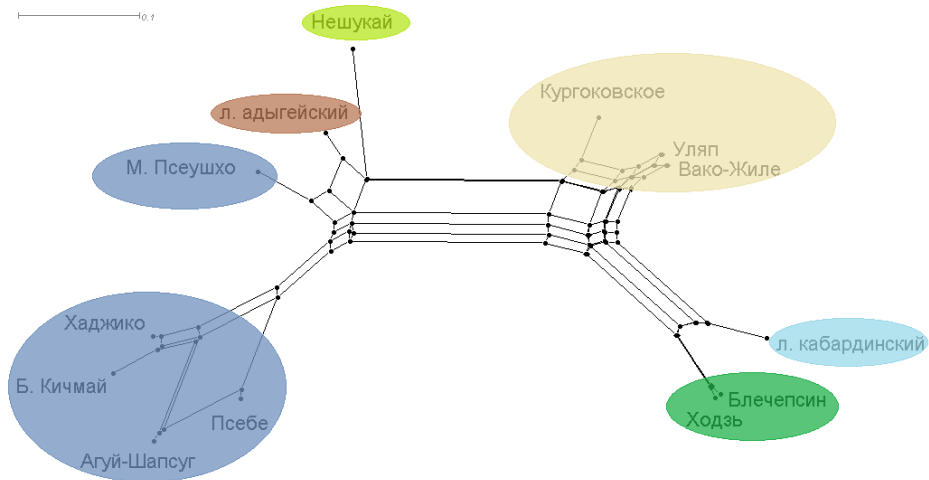 0.1
Нешукай
Кургоковское
л. адыгейский
Уляп
М. Псеушхо
Вако-Жиле
Хаджико
л. кабардинский
Б. Кичмай
Блечепсин
Псебе
Ходзь
Агуй-Шапсуг